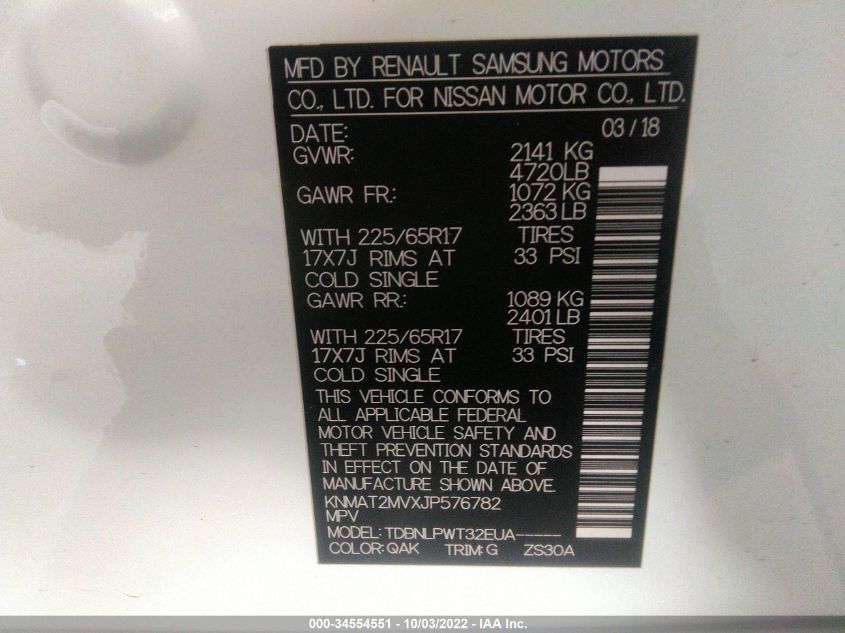 MFD BY RENAULT SAMSUNG MOTORS
CO., LTD. FOR NISSAN MOTOR CO., LTD.
DATE: 03/18
GVWR: 2141 KG
4720LB
GAWR FR.: 1072 KG
2363LB
WITH 225/65R17 TIRES
17X7J RIMS AT 33 PSI
COLD SINGLE
GAWR RR.: 1089 KG
2401LB
WITH 225/65R17 TIRES
17X7J RIMS AT 33 PSI
COLD SINGLE
THIS VEHICLE CONFORMS TO
ALL APPLICABLE FEDERAL
MOTOR VEHICLE SAFETY AND
THEFT PREVENTION STANDARDS
IN EFFECT ON THE DATE OF
MANUFACTURE SHOWN ABOVE.
KNMAT2MVXJP576782
MPV
MODEL: TDBNLPWT32EUA-----
COLOR: QAK TRIM: G ZS30A
000-34554551 - 10/03/2022 - IAA Inc.